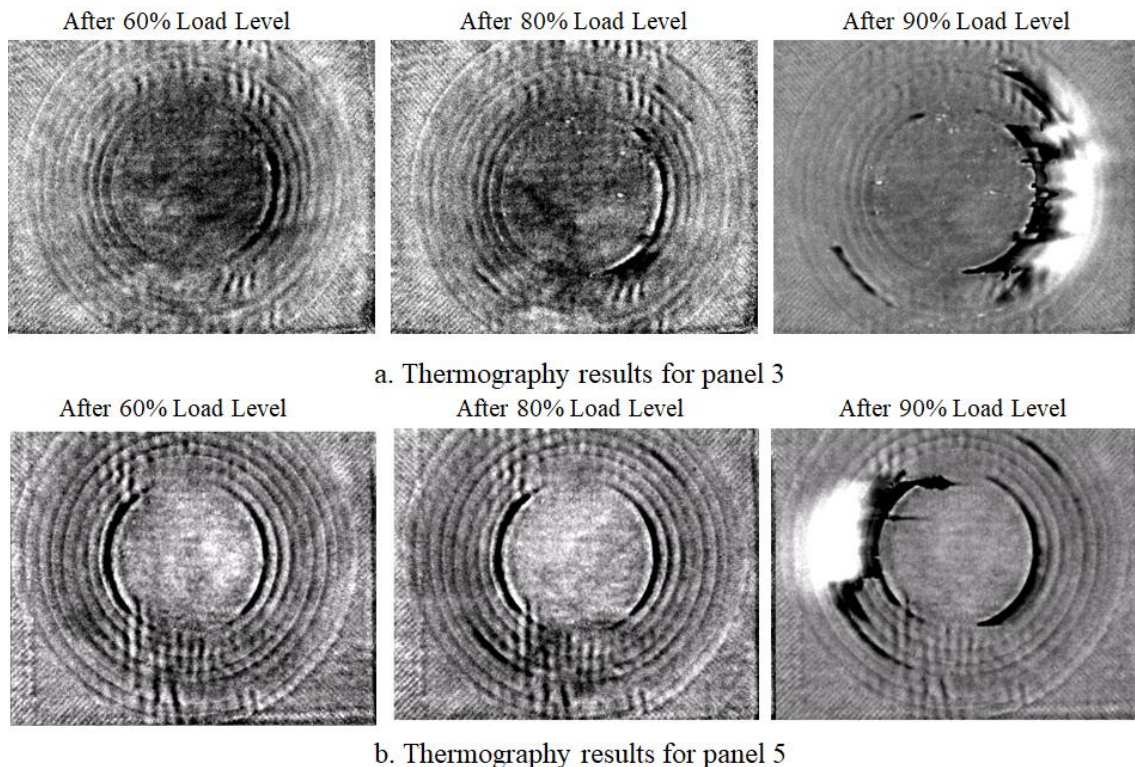 After 60% Load Level
After 80% Load Level
After 90% Load Level
a. Thermography results for panel 3
After 60% Load Level
After 80% Load Level
After 90% Load Level
b. Thermography results for panel 5